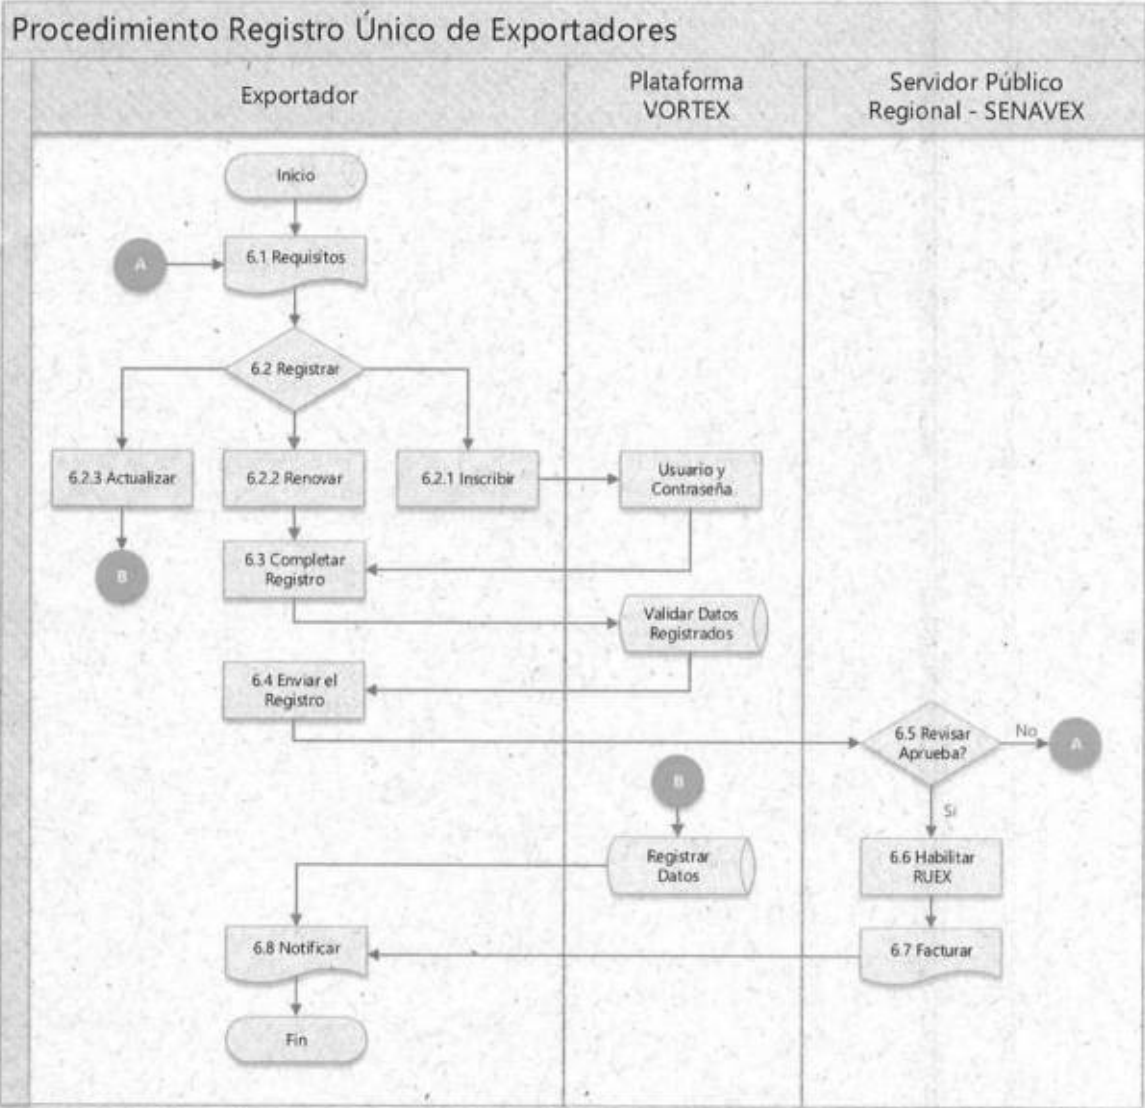 Procedimiento Registro Único de Exportadores
Exportador
Plataforma
VORTEX
Servidor Público
Regional - SENAVEX
Inicio
A
6.1 Requisitos
6.2 Registrar
6.2.3 Actualizar
6.2.2 Renovar
6.2.1 Inscribir
Usuario y
Contraseña
B
6.3 Completar
Registro
Validar Datos
Registrados
6.4 Enviar el
Registro
6.5 Revisar
Aprueba?
No
A
Si
B
Registrar
Datos
6.6 Habilitar
RUEX
6.8 Notificar
6.7 Facturar
Fin